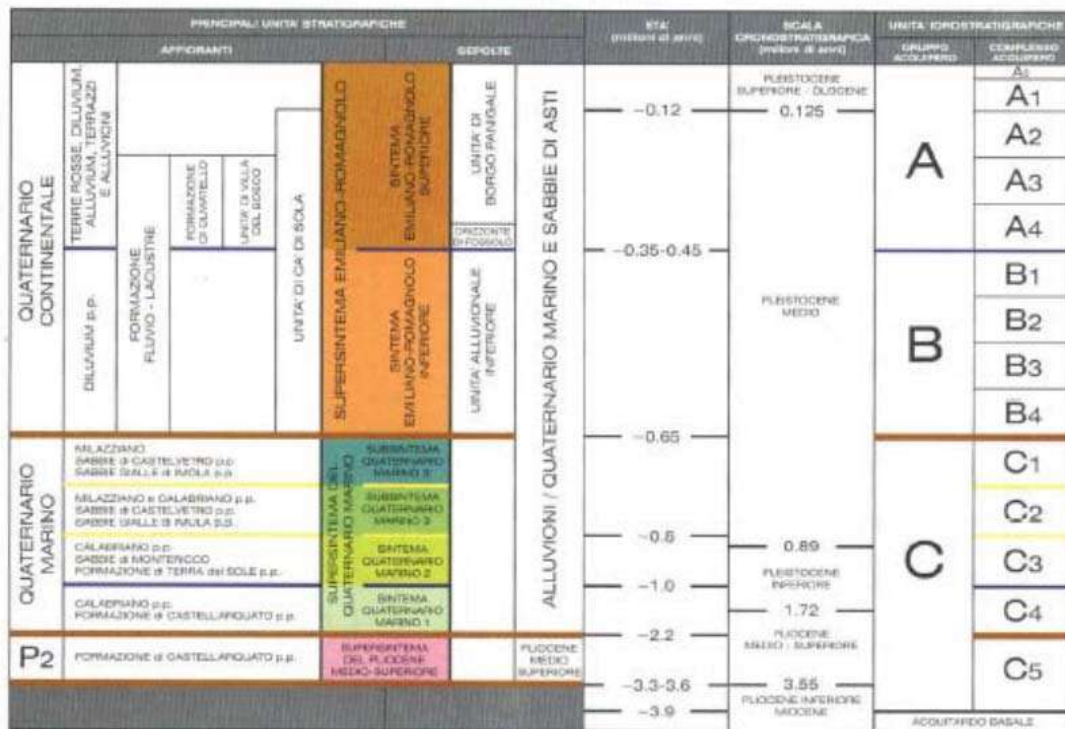 PRINCIPALI UNITA' STRATIGRAFICHE
AFFIORANTI
SEPOLTE
ETA'
(milioni di anni)
SCALA
CRONOSTRATIGRAFICA
(milioni di anni)
UNITA' IDROSTRATIGRAFICHE
GRUPPO
ACQUIFERO
COMPLESSO
ACQUIFERO
QUATERNARIO
CONTINENTALE
TERRE ROSSE, DILUVIUM,
ALLUVIUM, TERRAZZI
E ALLUVIONI
DILUVIUM p.p.
FORMAZIONE
FLUVIO - LACUSTRE
FORMAZIONE
DI OLMATELLO
UNITA' DI VILLA
DEL BOSCO
UNITA' DI CA' DI SOLA
SUPERSINTEMA EMILIANO-ROMAGNOLO
SINTEMA
EMILIANO-ROMAGNOLO
SUPERIORE
SINTEMA
EMILIANO-ROMAGNOLO
INFERIORE
UNITA' DI
BORGO PANIGALE
ORIZZONTE
DI FOSSOLO
UNITA' ALLUVIONALE
INFERIORE
ALLUVIONI / QUATERNARIO MARINO E SABBIE DI ASTI
QUATERNARIO
MARINO
MILAZZIANO
SABBIE di CASTELVETRO p.p.
SABBIE GIALLE di IMOLA p.p.
MILAZZIANO e CALABRIANO p.p.
SABBIE di CASTELVETRO p.p.
SABBIE GIALLE di IMOLA p.p.
CALABRIANO p.p.
SABBIE di MONTERICCO
FORMAZIONE di TERRA del SOLE p.p.
CALABRIANO p.p.
FORMAZIONE di CASTELLARQUATO p.p.
SUPERSINTEMA DEL
QUATERNARIO MARINO
SUBSINTEMA
QUATERNARIO
MARINO
SUBSINTEMA
QUATERNARIO
MARINO 3
SINTEMA
QUATERNARIO
MARINO 2
SINTEMA
QUATERNARIO
MARINO 1
P2
FORMAZIONE di CASTELLARQUATO p.p.
SUPERSINTEMA
DEL PLIOCENE
MEDIO-SUPERIORE
PLIOCENE
MEDIO
SUPERIORE
-0.12
-0.35-0.45
-0.65
-0.8
-1.0
-2.2
-3.3-3.6
-3.9
PLEISTOCENE
SUPERIORE - OLOCENE
0.125
PLEISTOCENE
MEDIO
0.89
PLEISTOCENE
INFERIORE
1.72
PLIOCENE
MEDIO - SUPERIORE
3.55
PLIOCENE INFERIORE
MIOCENE
A
B
C
A0
A1
A2
A3
A4
B1
B2
B3
B4
C1
C2
C3
C4
C5
ACQUITARDO BASALE